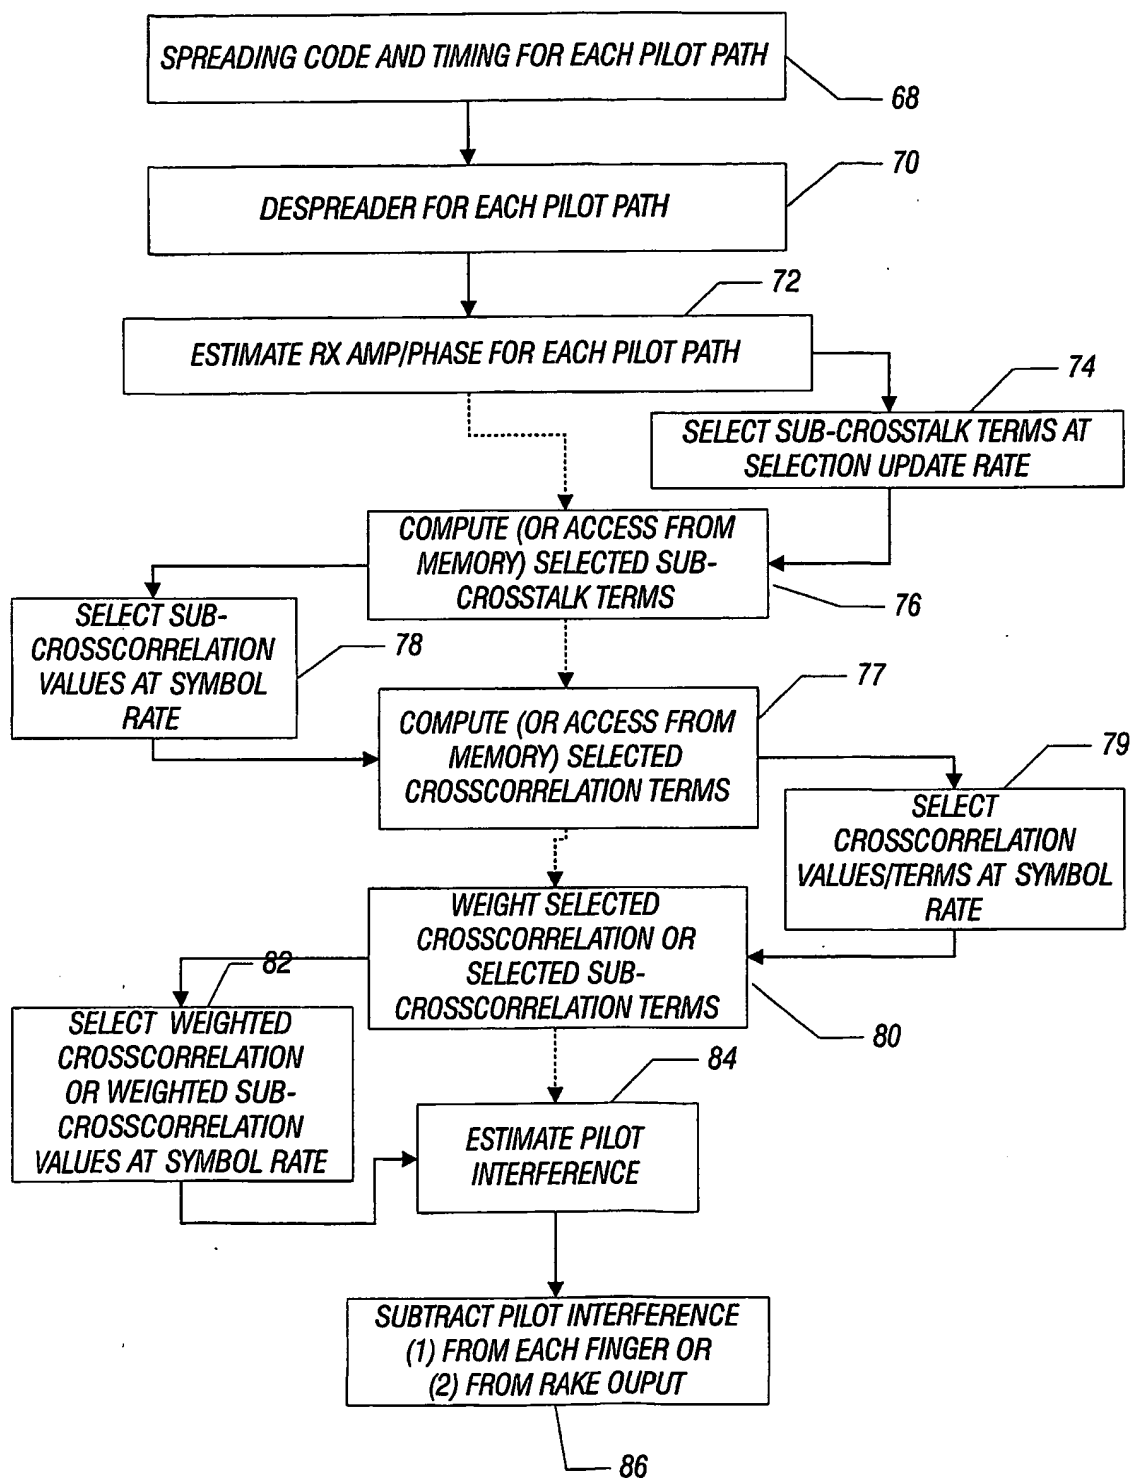 SPREADING CODE AND TIMING FOR EACH PILOT PATH
68
70
DESPREADER FOR EACH PILOT PATH
72
ESTIMATE RX AMP/PHASE FOR EACH PILOT PATH
74
SELECT SUB-CROSSTALK TERMS AT
SELECTION UPDATE RATE
COMPUTE (OR ACCESS FROM
MEMORY) SELECTED SUB-
CROSSTALK TERMS
76
SELECT SUB-
CROSSCORRELATION
VALUES AT SYMBOL
RATE
78
77
COMPUTE (OR ACCESS FROM
MEMORY) SELECTED
CROSSCORRELATION TERMS
79
SELECT
CROSSCORRELATION
VALUES/TERMS AT SYMBOL
RATE
WEIGHT SELECTED
CROSSCORRELATION OR
SELECTED SUB-
CROSSCORRELATION TERMS
80
82
SELECT WEIGHTED
CROSSCORRELATION
OR WEIGHTED SUB-
CROSSCORRELATION
VALUES AT SYMBOL RATE
84
ESTIMATE PILOT
INTERFERENCE
SUBTRACT PILOT INTERFERENCE
(1) FROM EACH FINGER OR
(2) FROM RAKE OUPUT
86